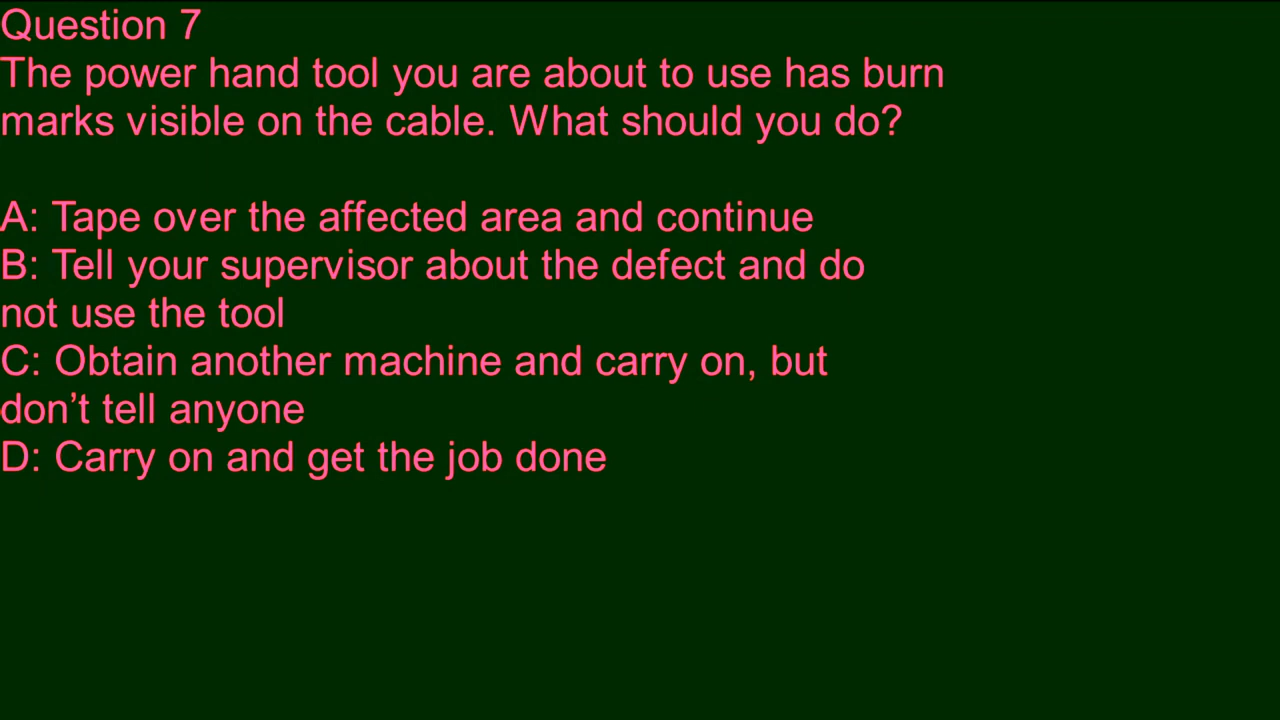 Question 7
The power hand tool you are about to use has burn
marks visible on the cable. What should you do?
A: Tape over the affected area and continue
B: Tell your supervisor about the defect and do
not use the tool
C: Obtain another machine and carry on, but
don’t tell anyone
D: Carry on and get the job done